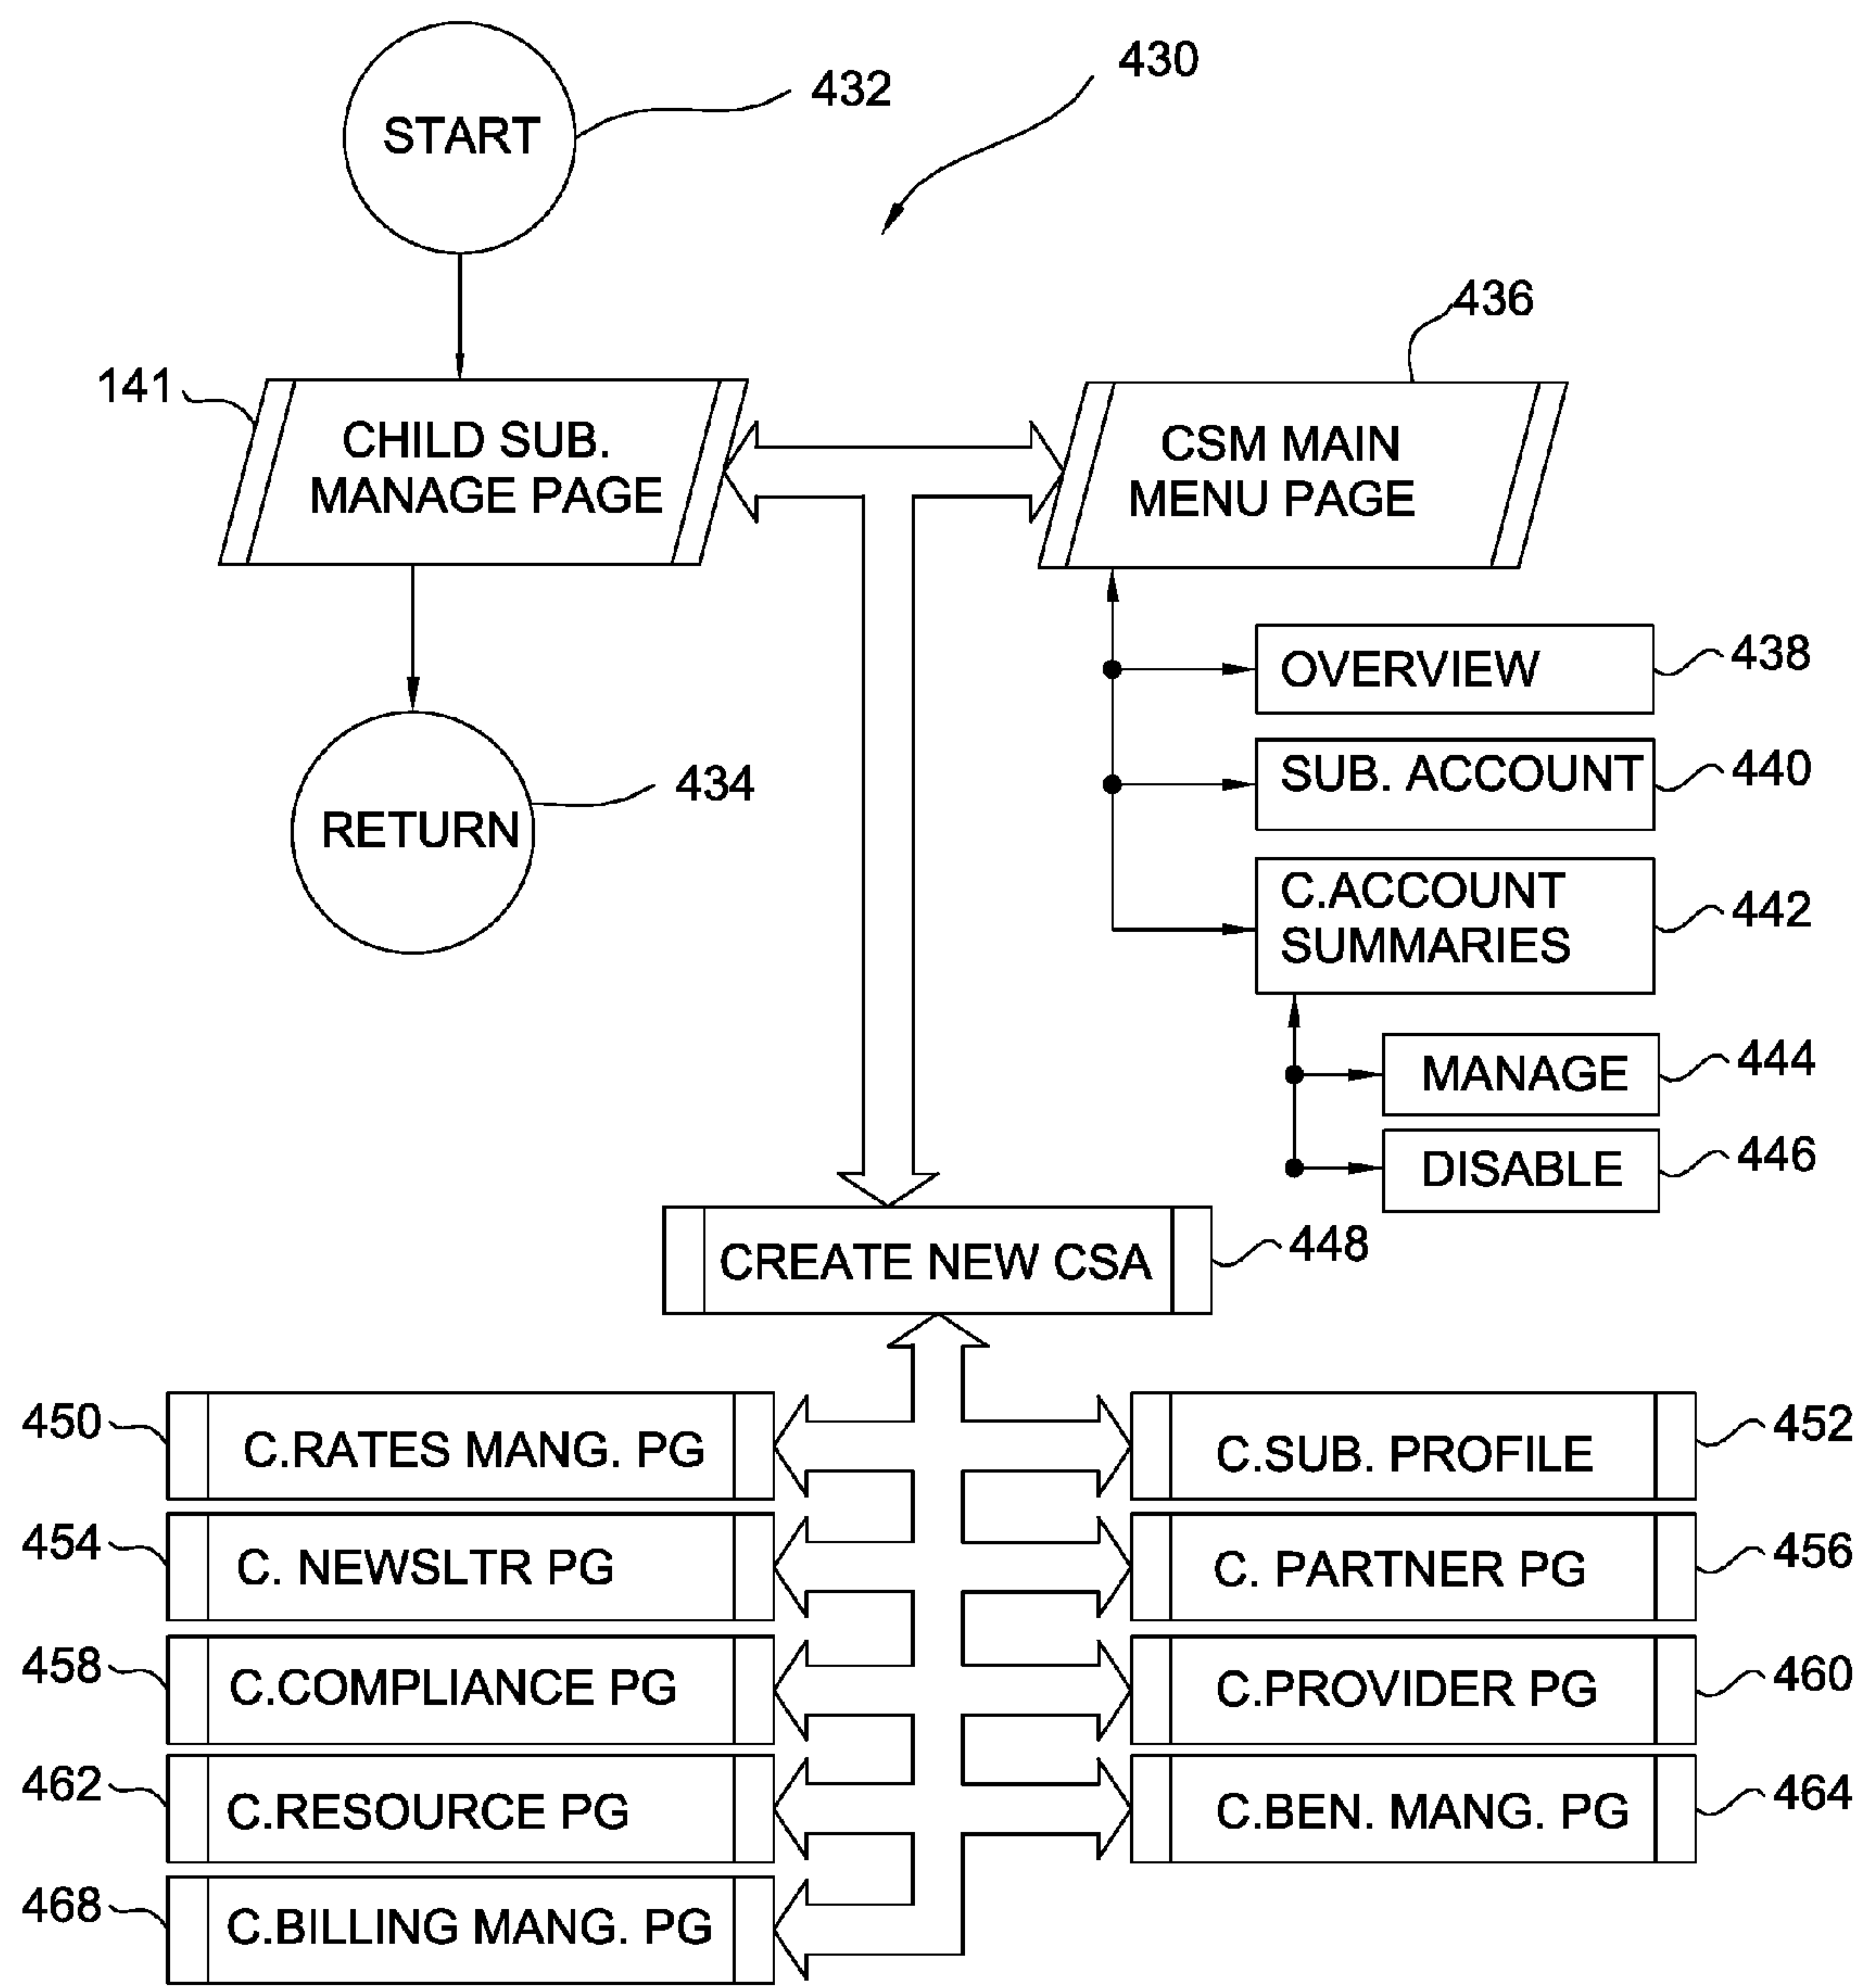 430
432
START
436
141
CHILD SUB.
MANAGE PAGE
CSM MAIN
MENU PAGE
OVERVIEW
438
SUB. ACCOUNT
440
434
RETURN
C.ACCOUNT
SUMMARIES
442
MANAGE
444
DISABLE
446
CREATE NEW CSA
448
450
C.RATES MANG. PG
C.SUB. PROFILE
452
454
C. NEWSLTR PG
C. PARTNER PG
456
458
C.COMPLIANCE PG
C.PROVIDER PG
460
462
C.RESOURCE PG
C.BEN. MANG. PG
464
468
C.BILLING MANG. PG